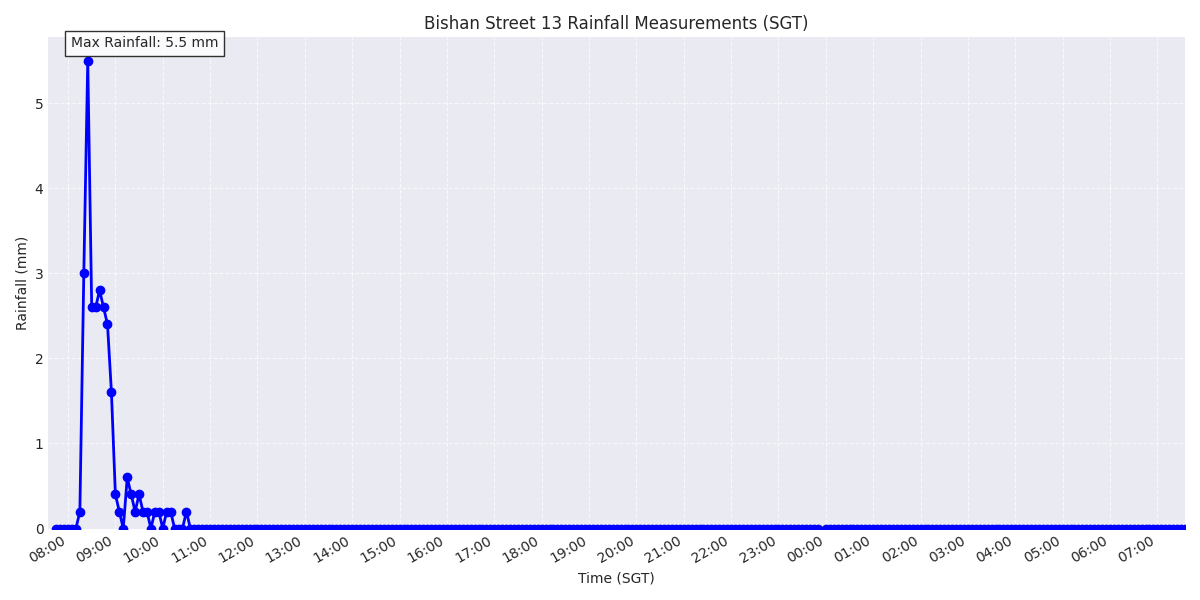 Bishan Street 13 Rainfall Measurements (SGT)
Max Rainfall: 5.5 mm
5
4
3
2
1
0
Rainfall (mm)
08:00 09:00 10:00 11:00 12:00 13:00 14:00 15:00 16:00 17:00 18:00 19:00 20:00 21:00 22:00 23:00 00:00 01:00 02:00 03:00 04:00 05:00 06:00 07:00
Time (SGT)